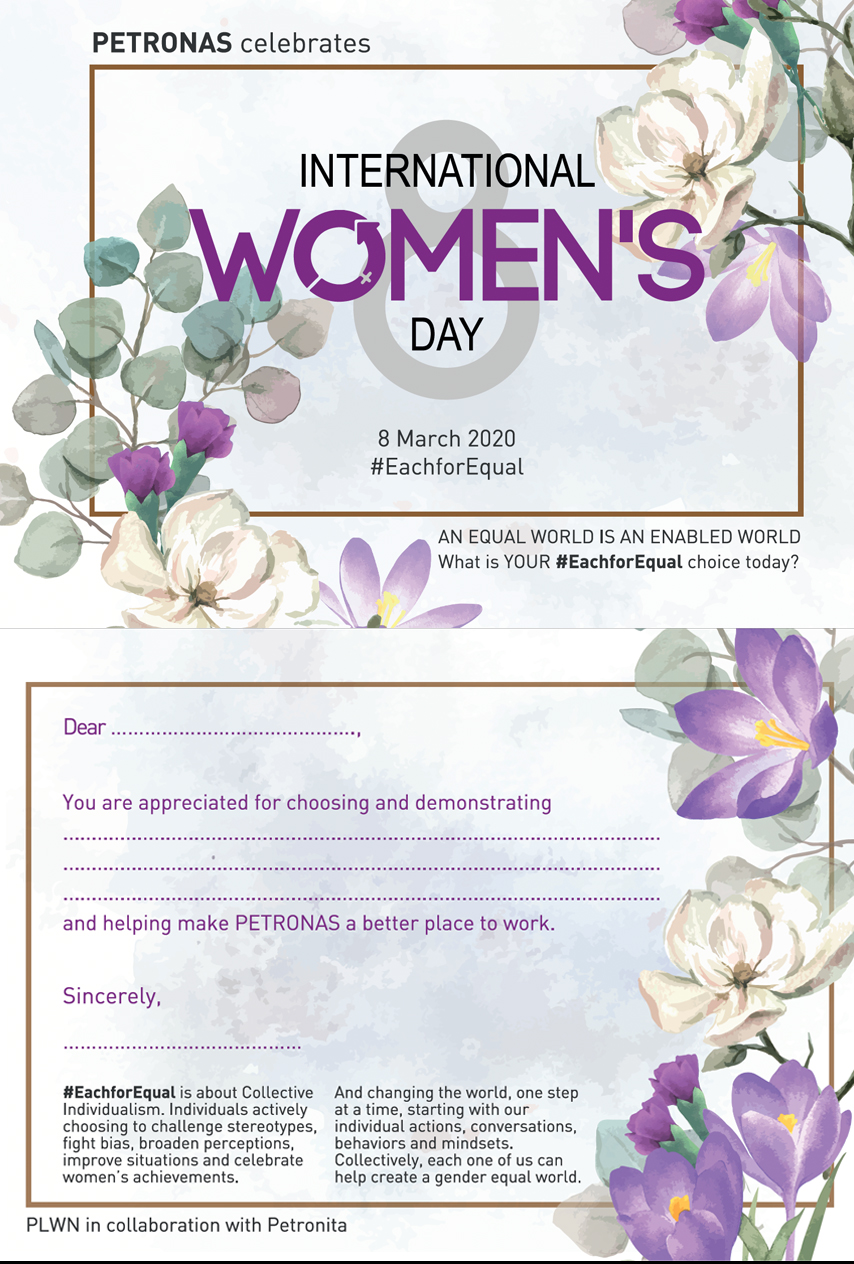 PETRONAS celebrates
8
INTERNATIONAL
WOMEN'S
DAY
8 March 2020
#EachforEqual
AN EQUAL WORLD IS AN ENABLED WORLD
What is YOUR #EachforEqual choice today?
Dear ............................................,
You are appreciated for choosing and demonstrating
..........................................................................................................
..........................................................................................................
..........................................................................................................
and helping make PETRONAS a better place to work.
Sincerely,
..........................................
#EachforEqual is about Collective
Individualism. Individuals actively
choosing to challenge stereotypes,
fight bias, broaden perceptions,
improve situations and celebrate
women's achievements.
And changing the world, one step
at a time, starting with our
individual actions, conversations,
behaviors and mindsets.
Collectively, each one of us can
help create a gender equal world.
PLWN in collaboration with Petronita